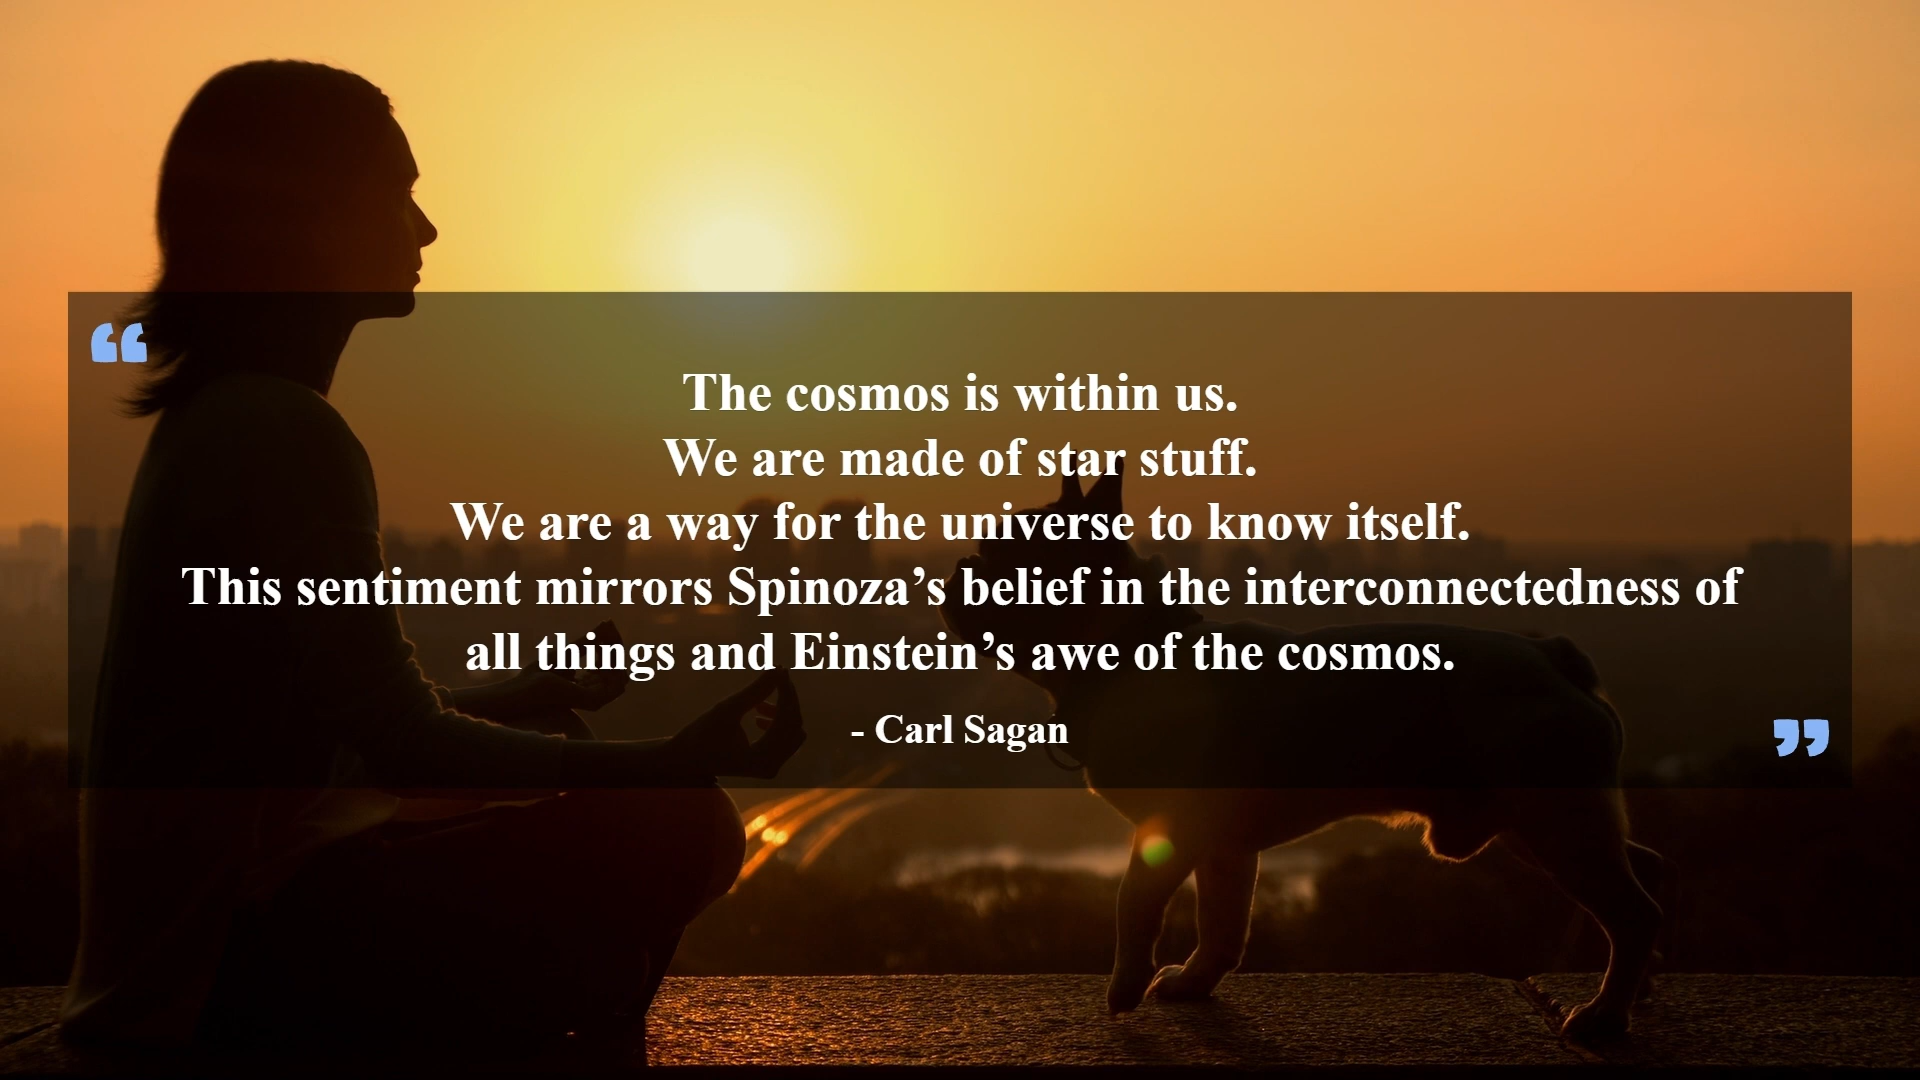 “
The cosmos is within us.
We are made of star stuff.
We are a way for the universe to know itself.
This sentiment mirrors Spinoza’s belief in the interconnectedness of
all things and Einstein’s awe of the cosmos.
- Carl Sagan
”